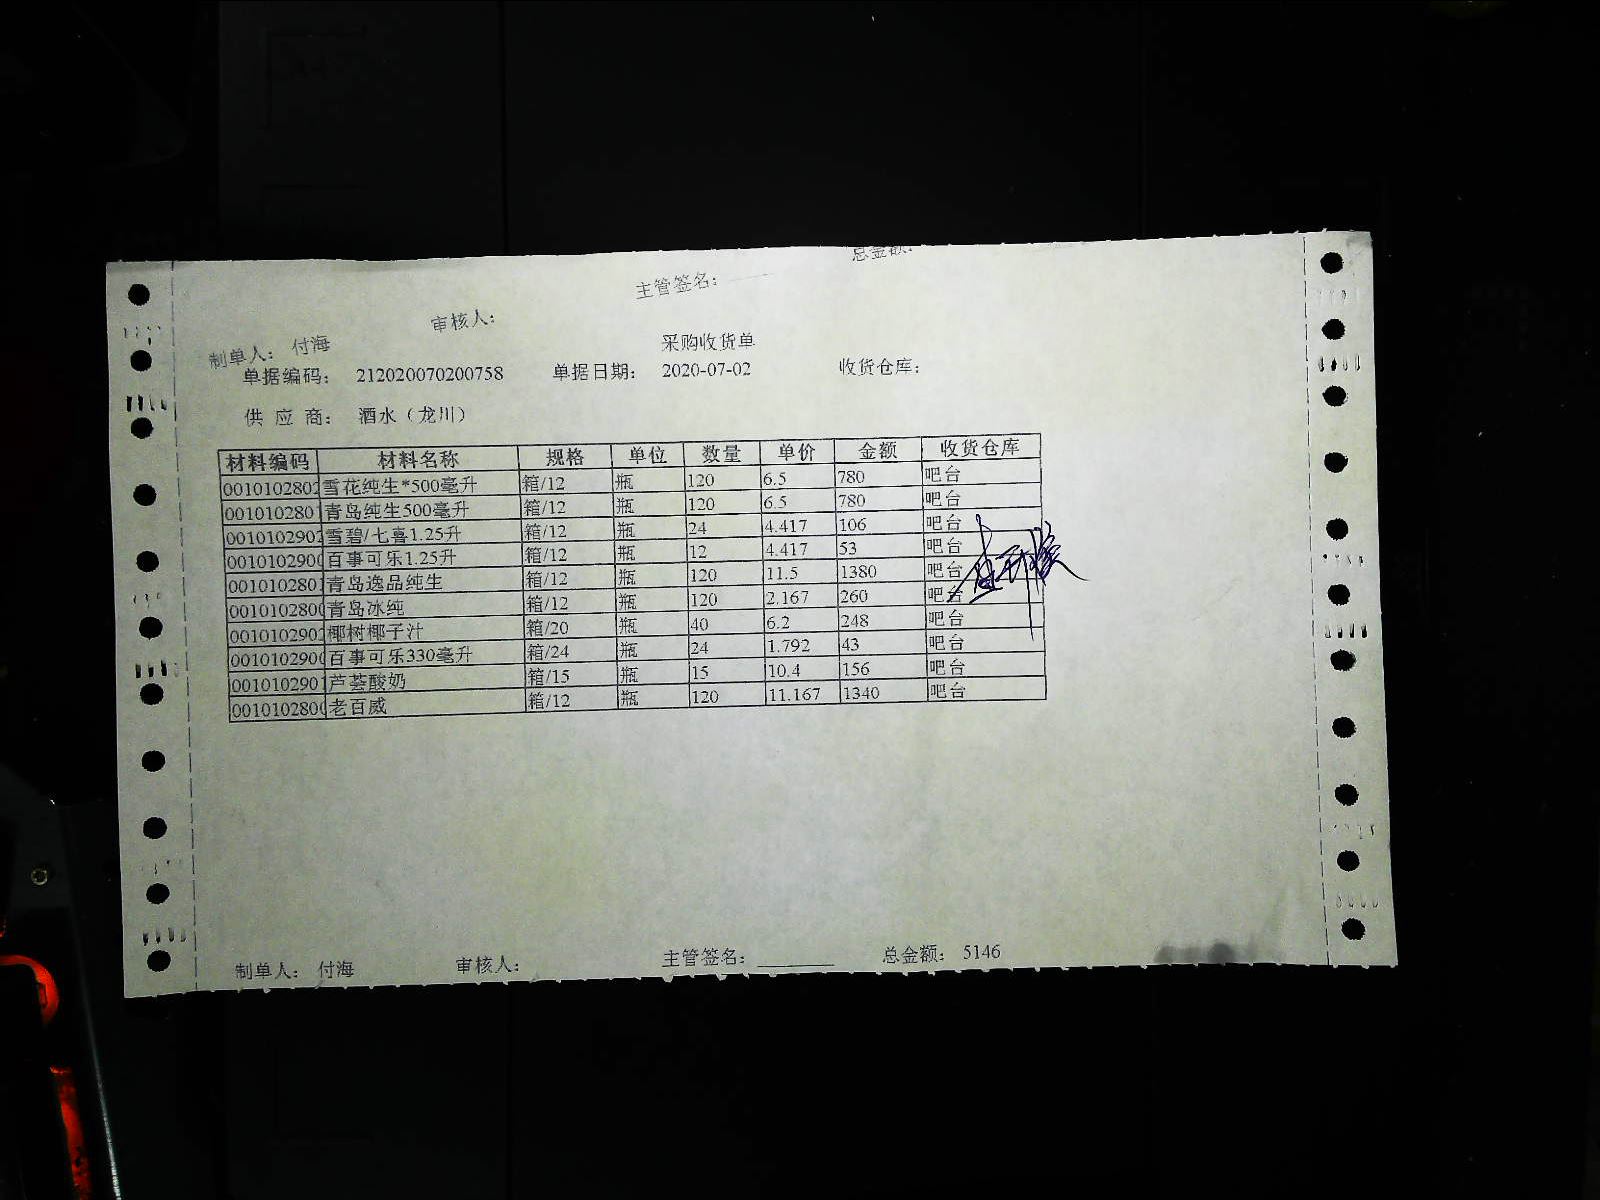 总金额:
主管签名:
审核人:
制单人: 付海
采购收货单
单据编码: 212020070200758 单据日期: 2020-07-02 收货仓库:
供 应 商: 酒水（龙川）
材料编码 材料名称 规格 单位 数量 单价 金额 收货仓库
0010102802 雪花纯生*500毫升 箱/12 瓶 120 6.5 780 吧台
001010280 青岛纯生500毫升 箱/12 瓶 120 6.5 780 吧台
0010102902 雪碧/七喜1.25升 箱/12 瓶 24 4.417 106 吧台
0010102900 百事可乐1.25升 箱/12 瓶 12 4.417 53 吧台
001010280 青岛逸品纯生 箱/12 瓶 120 11.5 1380 吧台
0010102800 青岛冰纯 箱/12 瓶 120 2.167 260 吧台
0010102902 椰树椰子汁 箱/20 瓶 40 6.2 248 吧台
0010102900 百事可乐330毫升 箱/24 瓶 24 1.792 43 吧台
0010102901 芦荟酸奶 箱/15 瓶 15 10.4 156 吧台
0010102800 老百威 箱/12 瓶 120 11.167 1340 吧台
制单人: 付海 审核人: 主管签名: 总金额: 5146